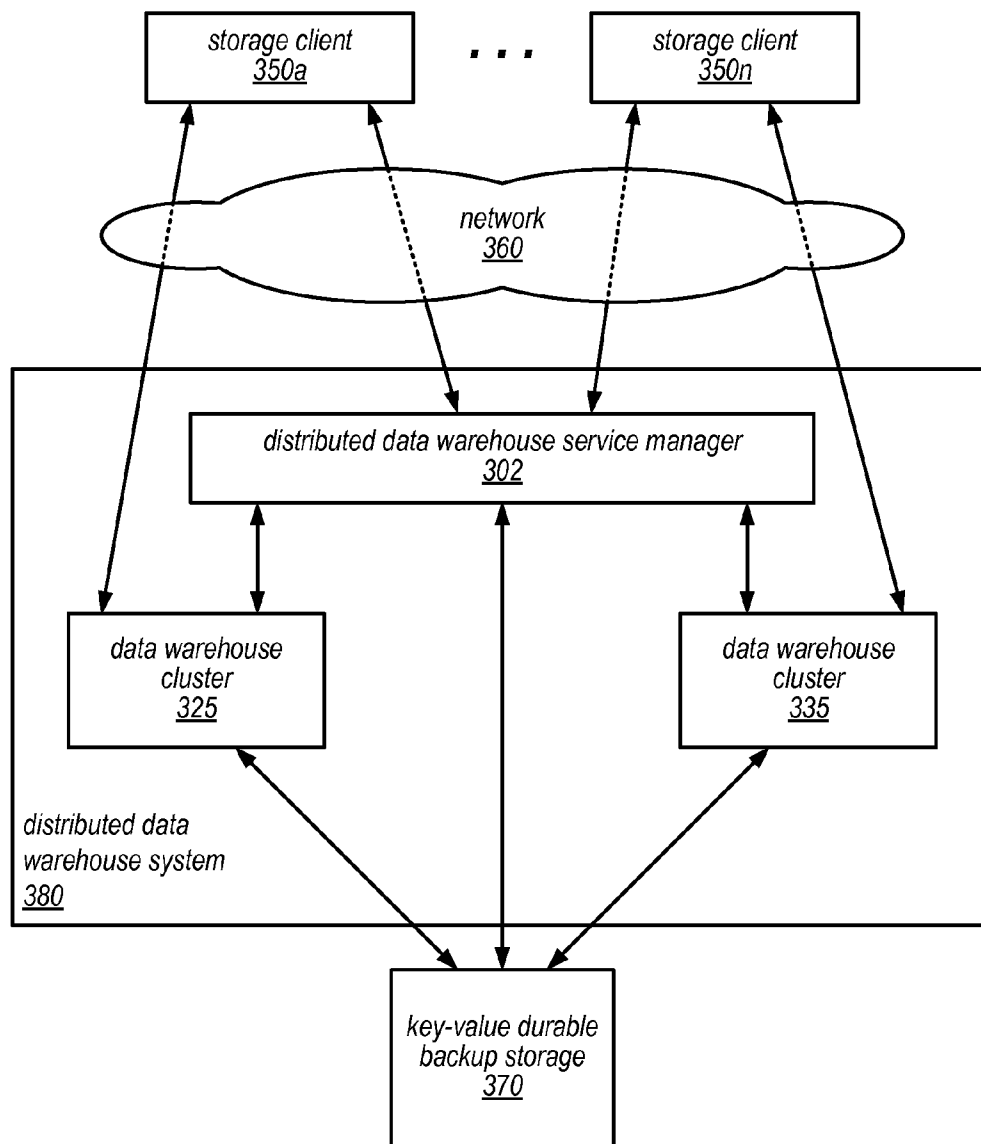 storage client
350a
. . .
storage client
350n
network
360
distributed data warehouse service manager
302
data warehouse
cluster
325
data warehouse
cluster
335
distributed data
warehouse system
380
key-value durable
backup storage
370